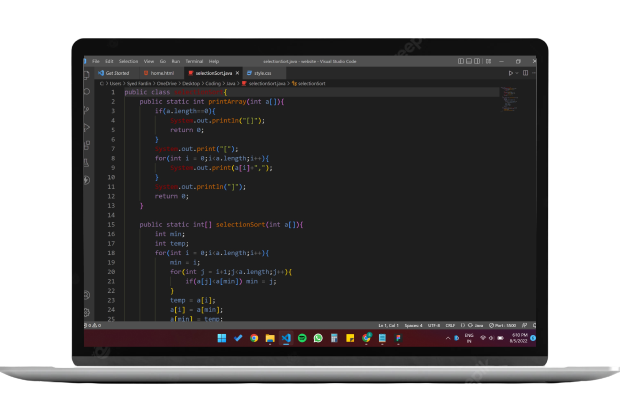 File Edit Selection View Go Run Terminal Help selectionSort.java - website - Visual Studio Code
Get Started home.html selectionSort.java style.css
C: > Users > Syed Fardin > OneDrive > Desktop > Coding > Java > selectionSort.java > selectionSort
1 public class {
2 public static int printArray(int a[]){
3 if(a.length==0){
4 System.out.println("[]");
5 return 0;
6 }
7 System.out.print("[");
8 for(int i = 0;i<a.length;i++){
9 System.out.print(a[i]+",");
10 }
11 System.out.println("]");
12 return 0;
13 }
14
15 public static int[] selectionSort(int a[]){
16 int min;
17 int temp;
18 for(int i = 0;i<a.length;i++){
19 min = i;
20 for(int j = i+1;j<a.length;j++){
21 if(a[j]<a[min]) min = j;
22 }
23 temp = a[i];
24 a[i] = a[min];
25 a[min] = temp;
0 0 Ln 1, Col 1 Spaces: 4 UTF-8 CRLF Java Port : 5500
ENG
IN
6:10 PM
8/5/2022